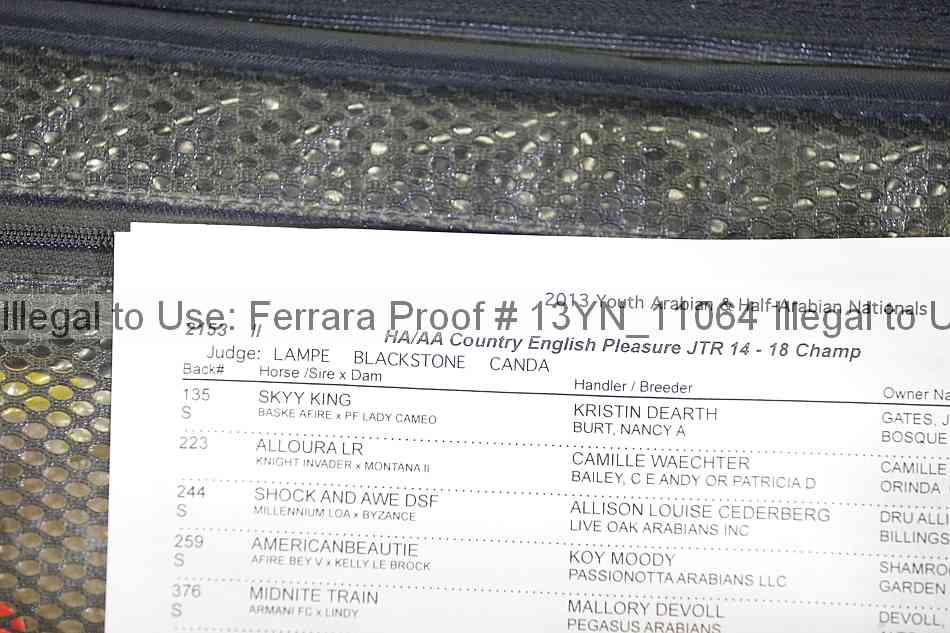 2013 Youth Arabian & Half-Arabian Nationals
Illegal to Use: Ferrara Proof # 13YN_11064 Illegal to U
2153 //
HA/AA Country English Pleasure JTR 14 - 18 Champ
Judge: LAMPE BLACKSTONE CANDA
Back# Horse /Sire x Dam Handler / Breeder Owner Na
135 SKYY KING KRISTIN DEARTH GATES, J
S BASKE AFIRE x PF LADY CAMEO BURT, NANCY A BOSQUE
223 ALLOURA LR CAMILLE WAECHTER CAMILLE
KNIGHT INVADER x MONTANA II BAILEY, C E ANDY OR PATRICIA D ORINDA
244 SHOCK AND AWE DSF ALLISON LOUISE CEDERBERG DRU ALLI
S MILLENNIUM LOA x BYZANCE LIVE OAK ARABIANS INC BILLINGS
259 AMERICANBEAUTIE KOY MOODY SHAMRO
S AFIRE BEY V x KELLY LE BROCK PASSIONOTTA ARABIANS LLC GARDEN
376 MIDNITE TRAIN MALLORY DEVOLL DEVOLL,
S ARMANI FC x LINDY PEGASUS ARABIANS